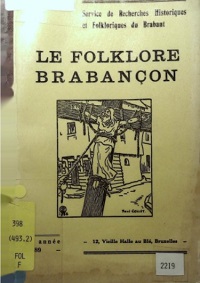 Service de Recherches Historiques
et Folkloriques du Brabant
LE FOLKLORE
BRABANÇON
398
(493.2)
FOL
F
année
- 12, Vieille Halle au Blé, Bruxelles -
2219